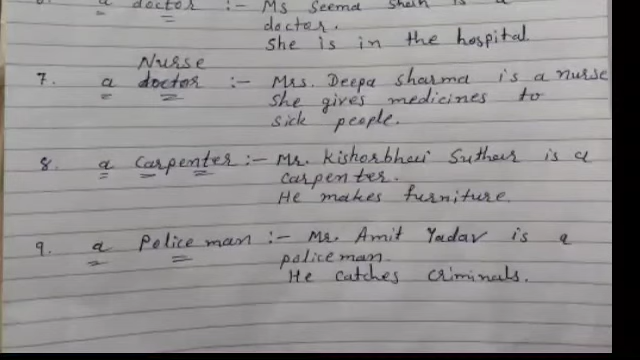 a doctor :- Ms Seema Shah is a
doctor.
She is in the hospital
Nurse
7. a doctor :- Mrs. Deepa Sharma is a nurse
She gives medicines to
sick people.
8. a carpenter :- Mr. Kishorbhai Suthar is a
carpenter.
He makes furniture.
9. a Police man :- Mr. Amit Yadav is a
policeman.
He catches criminals.